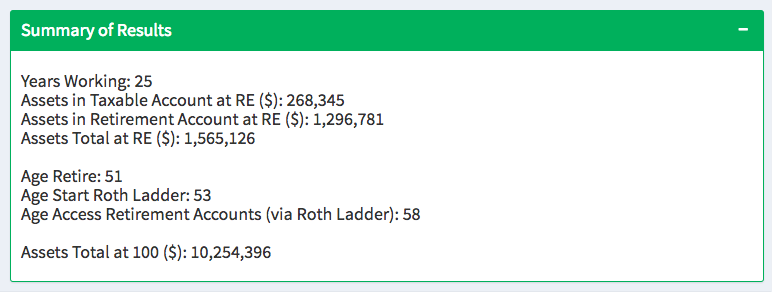 Summary of Results
Years Working: 25
Assets in Taxable Account at RE ($): 268,345
Assets in Retirement Account at RE ($): 1,296,781
Assets Total at RE ($): 1,565,126
Age Retire: 51
Age Start Roth Ladder: 53
Age Access Retirement Accounts (via Roth Ladder): 58
Assets Total at 100 ($): 10,254,396